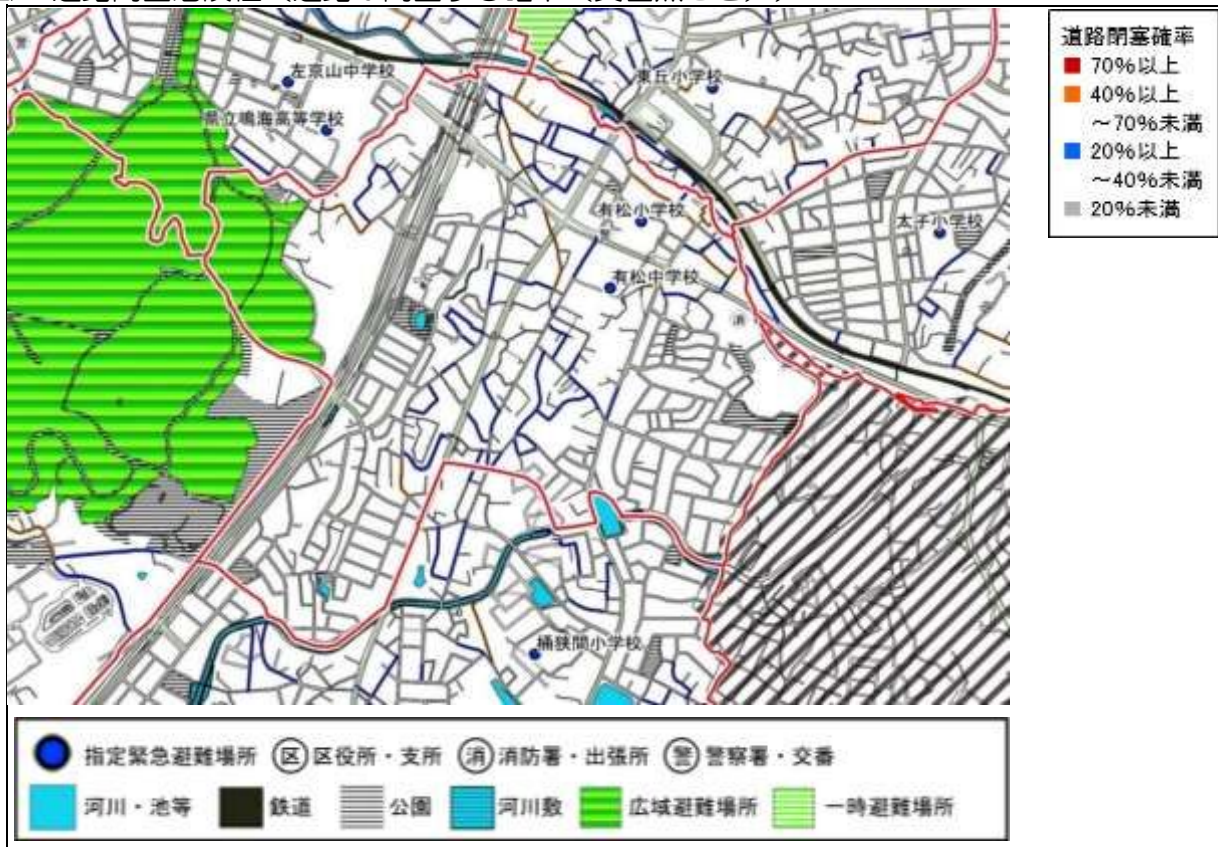 道路閉塞確率
70%以上
40%以上
~70%未満
20%以上
~40%未満
20%未満
左京山中学校
東丘小学校
県立鳴海高等学校
有松小学校
太子小学校
有松中学校
消
桶狭間小学校
指定緊急避難場所 区 区役所・支所 消 消防署・出張所 警 警察署・交番
河川・池等 鉄道 公園 河川敷 広域避難場所 一時避難場所